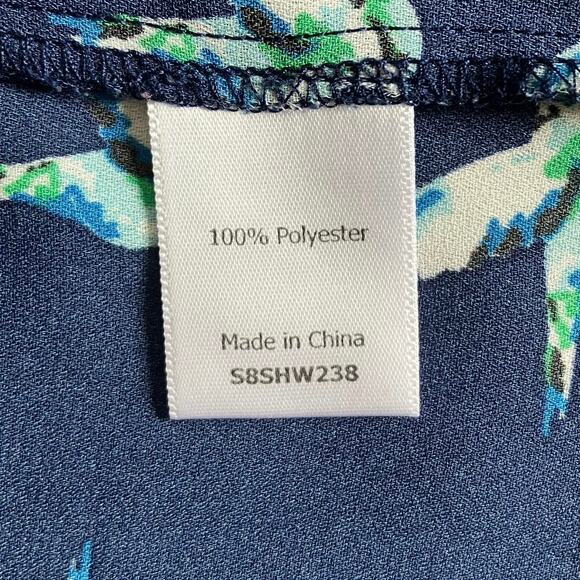 100% Polyester
Made in China
S8SHW238